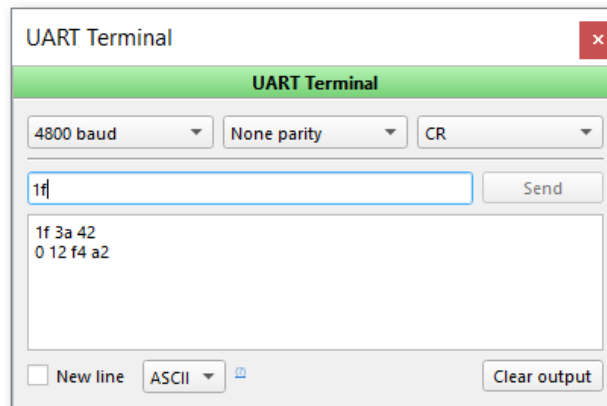 UART Terminal
UART Terminal
4800 baud None parity CR
1f Send
1f 3a 42
0 12 f4 a2
New line ASCII [?] Clear output